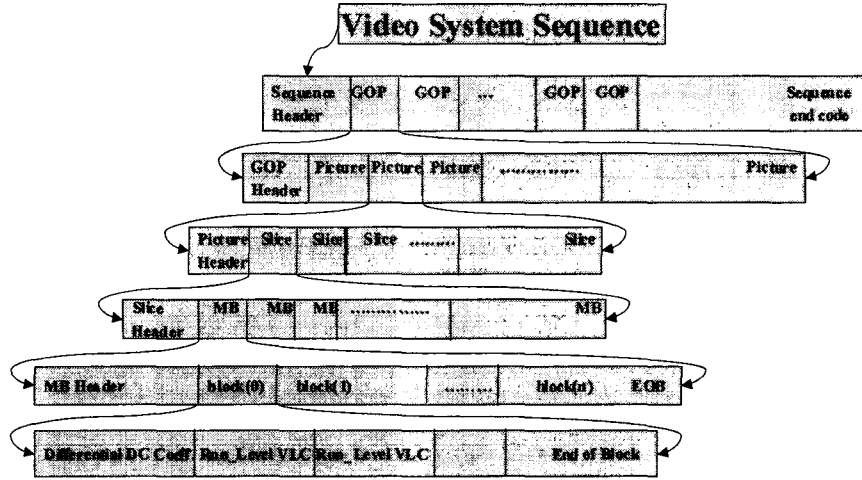 Video System Sequence
Sequence Header GOP GOP ... GOP GOP Sequence end code
GOP Header Picture Picture Picture ............... Picture
Picture Header Slice Slice Slice ......... Slice
Slice Header MB MB MB ............... MB
MB Header block(0) block(1) ......... block(n) EOB
Differential DC Coeff Run_Level VLC Run_Level VLC End of Block